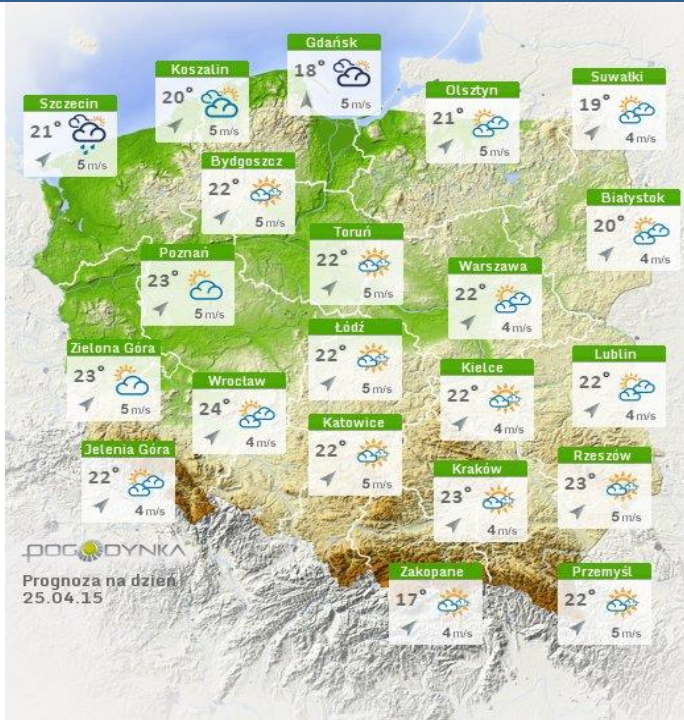 Gdańsk
18°
5 m/s
Koszalin
20°
5 m/s
Suwałki
19°
4 m/s
Olsztyn
21°
5 m/s
Szczecin
21°
5 m/s
Bydgoszcz
22°
5 m/s
Białystok
20°
4 m/s
Toruń
22°
5 m/s
Poznań
23°
5 m/s
Warszawa
22°
4 m/s
Łódź
22°
5 m/s
Zielona Góra
23°
5 m/s
Lublin
22°
4 m/s
Kielce
22°
4 m/s
Wrocław
24°
4 m/s
Katowice
22°
5 m/s
Jelenia Góra
22°
4 m/s
Rzeszów
23°
5 m/s
Kraków
23°
4 m/s
POGODYNKA
Prognoza na dzień
25.04.15
Zakopane
17°
4 m/s
Przemyśl
22°
5 m/s